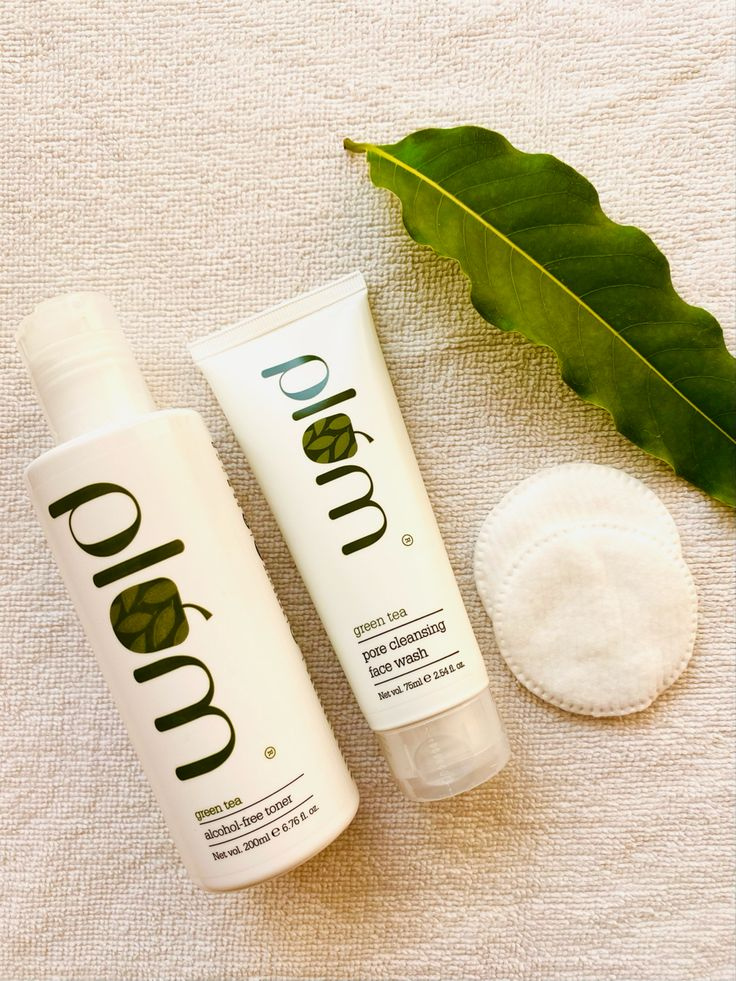 plum
®
green tea
alcohol-free toner
Net vol. 200ml e 6.76 fl. oz.
plum
®
green tea
pore cleansing
face wash
Net vol. 75ml e 2.54 fl. oz.